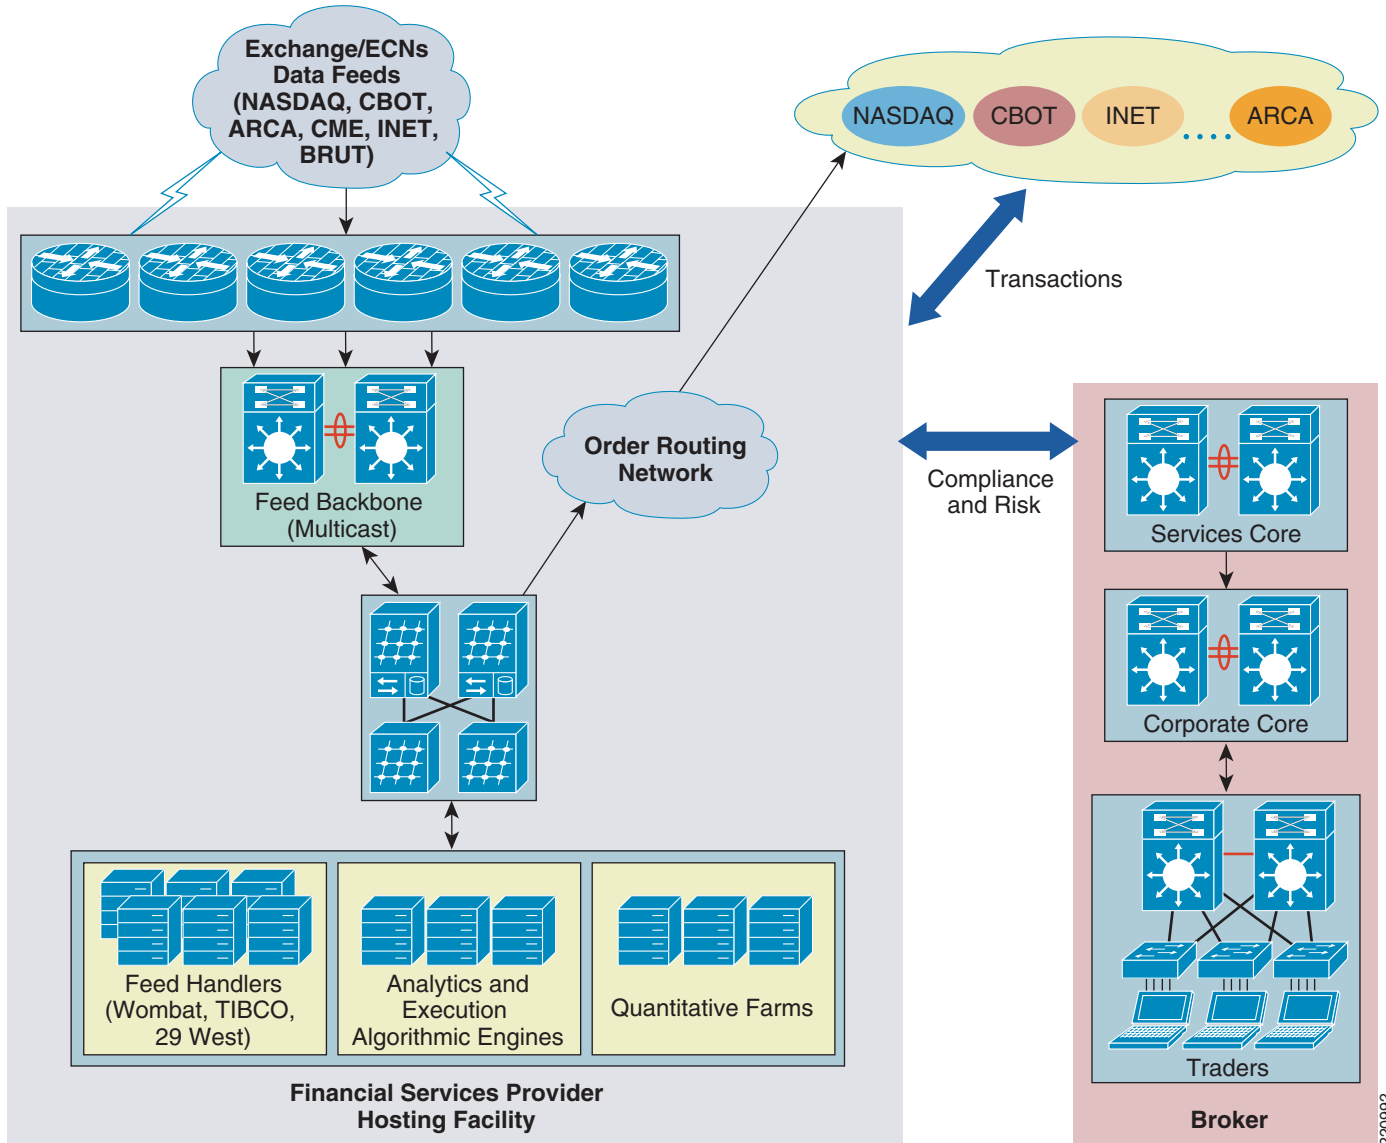 Exchange/ECNs
Data Feeds
(NASDAQ, CBOT,
ARCA, CME, INET,
BRUT)
NASDAQ
CBOT
INET
ARCA
Transactions
Feed Backbone
(Multicast)
Order Routing
Network
Compliance
and Risk
Services Core
Corporate Core
Feed Handlers
(Wombat, TIBCO,
29 West)
Analytics and
Execution
Algorithmic Engines
Quantitative Farms
Traders
Financial Services Provider
Hosting Facility
Broker